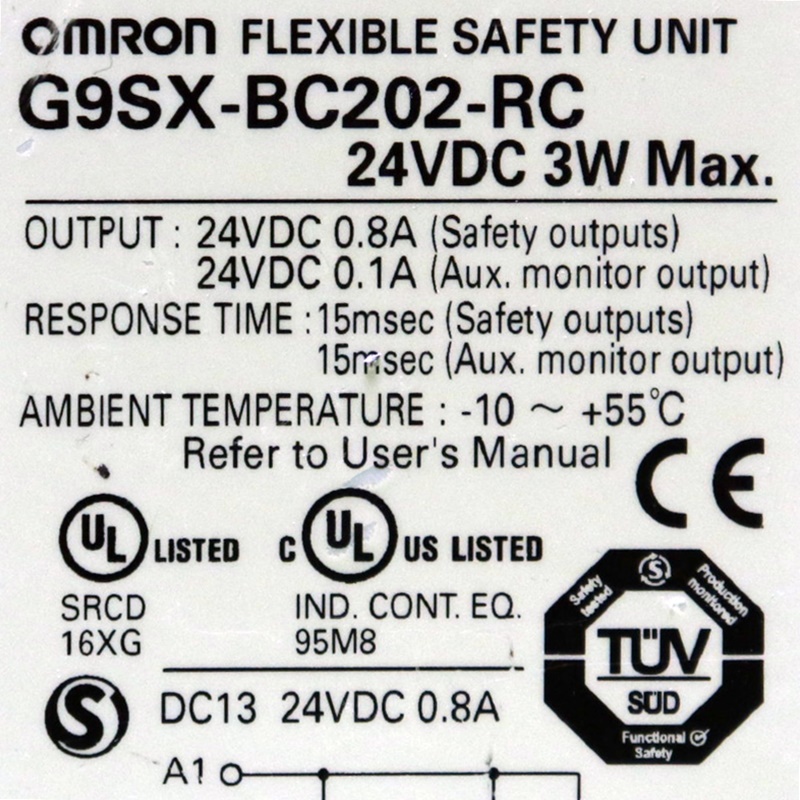 OMRON FLEXIBLE SAFETY UNIT
G9SX-BC202-RC
24VDC 3W Max.
OUTPUT : 24VDC 0.8A (Safety outputs)
24VDC 0.1A (Aux. monitor output)
RESPONSE TIME : 15msec (Safety outputs)
15msec (Aux. monitor output)
AMBIENT TEMPERATURE : -10 ~ +55℃
Refer to User's Manual
CE
UL LISTED
C UL US LISTED
SRCD
16XG
IND. CONT. EQ.
95M8
S
Safety tested
Production monitored
TÜV
SÜD
Functional
Safety
S
DC13 24VDC 0.8A
A1